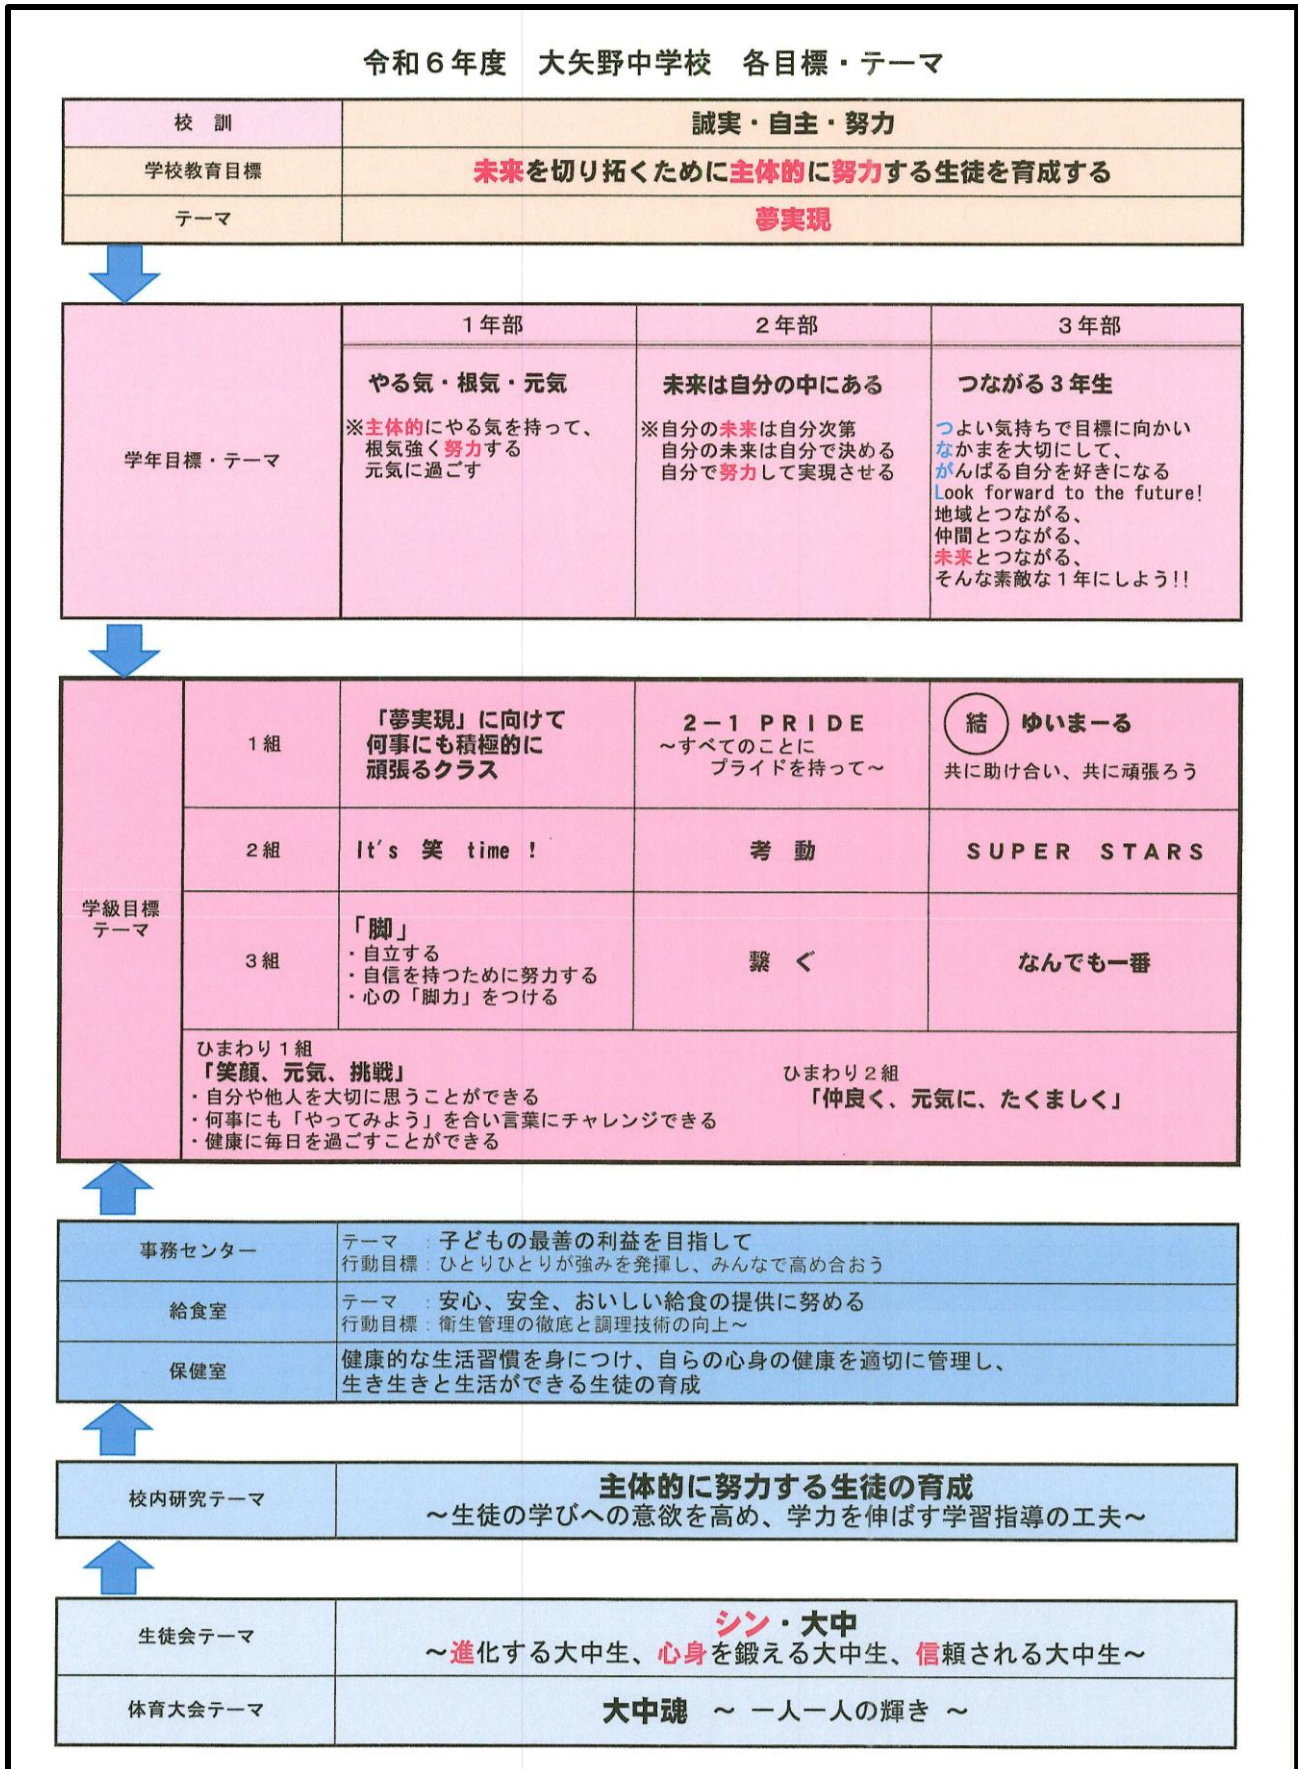 令和６年度　大矢野中学校　各目標・テーマ
校　訓
誠実・自主・努力
学校教育目標
未来を切り拓くために主体的に努力する生徒を育成する
テーマ
夢実現
学年目標・テーマ
１年部
やる気・根気・元気
※主体的にやる気を持って、
根気強く努力する
元気に過ごす
２年部
未来は自分の中にある
※自分の未来は自分次第
自分の未来は自分で決める
自分で努力して実現させる
３年部
つながる３年生
つよい気持ちで目標に向かい
なかまを大切にして、
がんばる自分を好きになる
Look forward to the future!
地域とつながる、
仲間とつながる、
未来とつながる、
そんな素敵な１年にしよう!!
学級目標
テーマ
１組
「夢実現」に向けて
何事にも積極的に
頑張るクラス
２－１ ＰＲＩＤＥ
～すべてのことに
プライドを持って～
結 ゆいまーる
共に助け合い、共に頑張ろう
２組
It's 笑 time !
考　動
ＳＵＰＥＲ　ＳＴＡＲＳ
３組
「脚」
・自立する
・自信を持つために努力する
・心の「脚力」をつける
繋　ぐ
なんでも一番
ひまわり１組
「笑顔、元気、挑戦」
・自分や他人を大切に思うことができる
・何事にも「やってみよう」を合い言葉にチャレンジできる
・健康に毎日を過ごすことができる
ひまわり２組
「仲良く、元気に、たくましく」
事務センター
テーマ　：子どもの最善の利益を目指して
行動目標：ひとりひとりが強みを発揮し、みんなで高め合おう
給食室
テーマ　：安心、安全、おいしい給食の提供に努める
行動目標：衛生管理の徹底と調理技術の向上～
保健室
健康的な生活習慣を身につけ、自らの心身の健康を適切に管理し、
生き生きと生活ができる生徒の育成
校内研究テーマ
主体的に努力する生徒の育成
～生徒の学びへの意欲を高め、学力を伸ばす学習指導の工夫～
生徒会テーマ
シン・大中
～進化する大中生、心身を鍛える大中生、信頼される大中生～
体育大会テーマ
大中魂　～ 一人一人の輝き ～